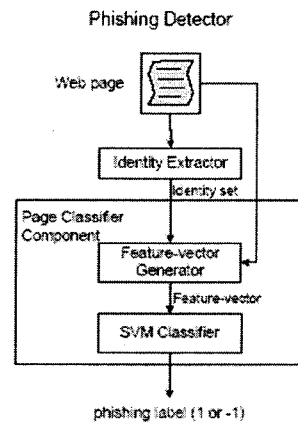 Phishing Detector
Web page
Identity Extractor
Identity set
Page Classifier
Component
Feature-vector
Generator
Feature-vector
SVM Classifier
phishing label (1 or -1)